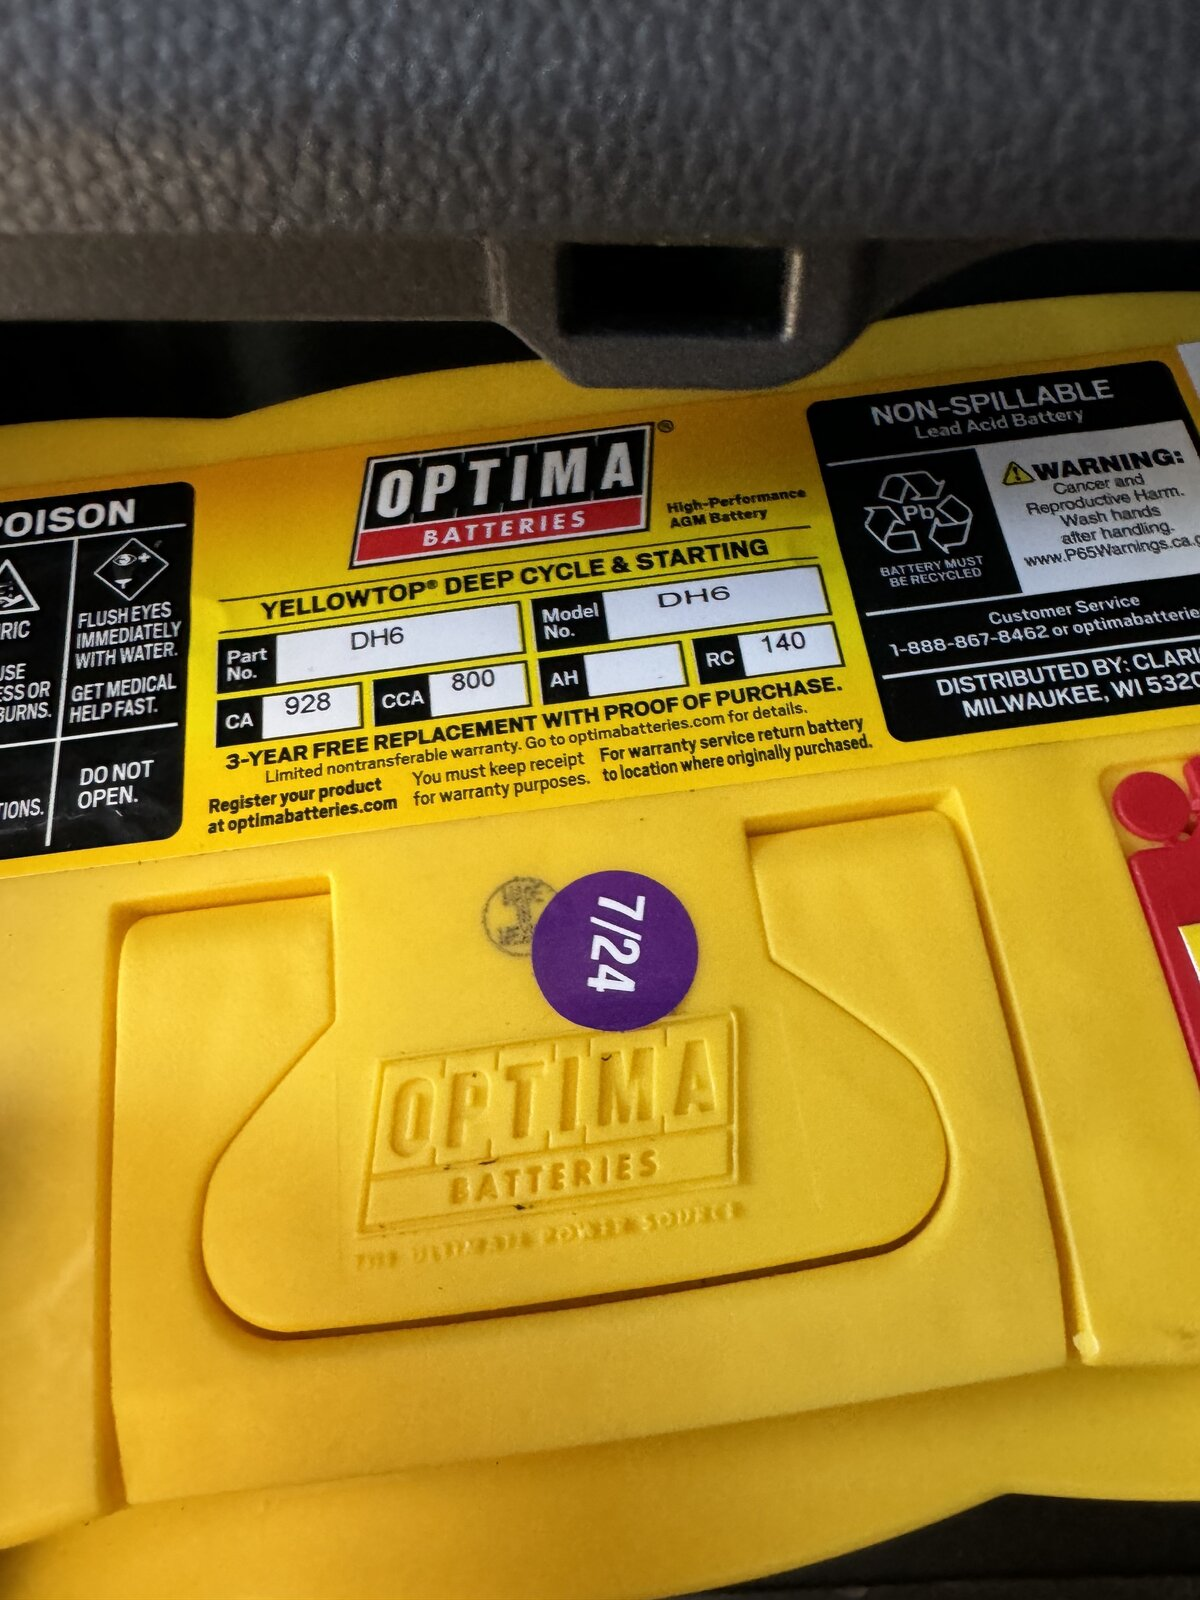 POISON
RIC
USE
ESS OR
BURNS.
TIONS.
FLUSH EYES
IMMEDIATELY
WITH WATER.
GET MEDICAL
HELP FAST.
DO NOT
OPEN.
OPTIMA®
BATTERIES
High-Performance
AGM Battery
YELLOWTOP® DEEP CYCLE & STARTING
Part No. DH6
Model No. DH6
CA 928 CCA 800 AH RC 140
3-YEAR FREE REPLACEMENT WITH PROOF OF PURCHASE.
Limited nontransferable warranty. Go to optimabatteries.com for details.
Register your product
at optimabatteries.com
You must keep receipt
for warranty purposes.
For warranty service return battery
to location where originally purchased.
NON-SPILLABLE
Lead Acid Battery
Pb
BATTERY MUST
BE RECYCLED
WARNING:
Cancer and
Reproductive Harm.
Wash hands
after handling.
www.P65Warnings.ca.g
Customer Service
1-888-867-8462 or optimabatterie
DISTRIBUTED BY: CLARI
MILWAUKEE, WI 5320
7/24
OPTIMA
BATTERIES
THE ULTIMATE POWER SOURCE